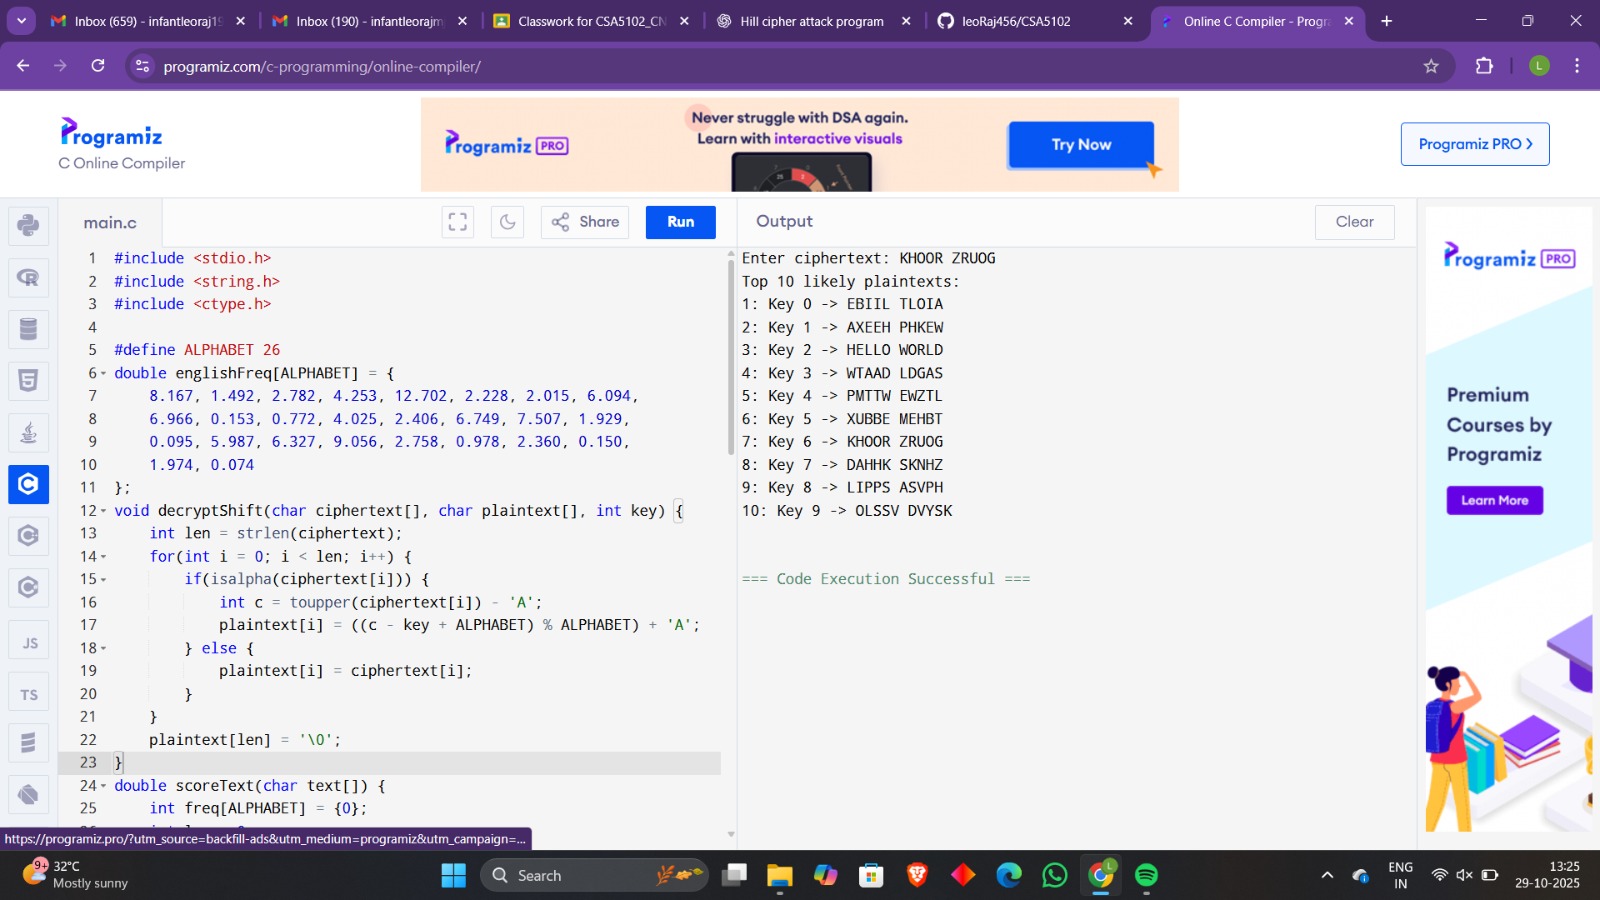 Inbox (659) - infantleoraj19
Inbox (190) - infantleorajm
Classwork for CSA5102_CN
Hill cipher attack program
leoRaj456/CSA5102
Online C Compiler - Progra
programiz.com/c-programming/online-compiler/
L
Programiz
C Online Compiler
Programiz PRO
Never struggle with DSA again.
Learn with interactive visuals
Try Now
Programiz PRO >
main.c
Share
Run
Output
Clear
1 #include <stdio.h>
2 #include <string.h>
3 #include <ctype.h>
4
5 #define ALPHABET 26
6 double englishFreq[ALPHABET] = {
7     8.167, 1.492, 2.782, 4.253, 12.702, 2.228, 2.015, 6.094,
8     6.966, 0.153, 0.772, 4.025, 2.406, 6.749, 7.507, 1.929,
9     0.095, 5.987, 6.327, 9.056, 2.758, 0.978, 2.360, 0.150,
10     1.974, 0.074
11 };
12 void decryptShift(char ciphertext[], char plaintext[], int key) {
13     int len = strlen(ciphertext);
14     for(int i = 0; i < len; i++) {
15         if(isalpha(ciphertext[i])) {
16             int c = toupper(ciphertext[i]) - 'A';
17             plaintext[i] = ((c - key + ALPHABET) % ALPHABET) + 'A';
18         } else {
19             plaintext[i] = ciphertext[i];
20         }
21     }
22     plaintext[len] = '\0';
23 }
24 double scoreText(char text[]) {
25     int freq[ALPHABET] = {0};
Enter ciphertext: KHOOR ZRUOG
Top 10 likely plaintexts:
1: Key 0 -> EBIIL TLOIA
2: Key 1 -> AXEEH PHKEW
3: Key 2 -> HELLO WORLD
4: Key 3 -> WTAAD LDGAS
5: Key 4 -> PMTTW EWZTL
6: Key 5 -> XUBBE MEHBT
7: Key 6 -> KHOOR ZRUOG
8: Key 7 -> DAHHK SKNHZ
9: Key 8 -> LIPPS ASVPH
10: Key 9 -> OLSSV DVYSK
=== Code Execution Successful ===
Programiz PRO
Premium
Courses by
Programiz
Learn More
JS
TS
https://programiz.pro/?utm_source=backfill-ads&utm_medium=programiz&utm_campaign=...
9+
32°C
Mostly sunny
Search
L
ENG
IN
13:25
29-10-2025